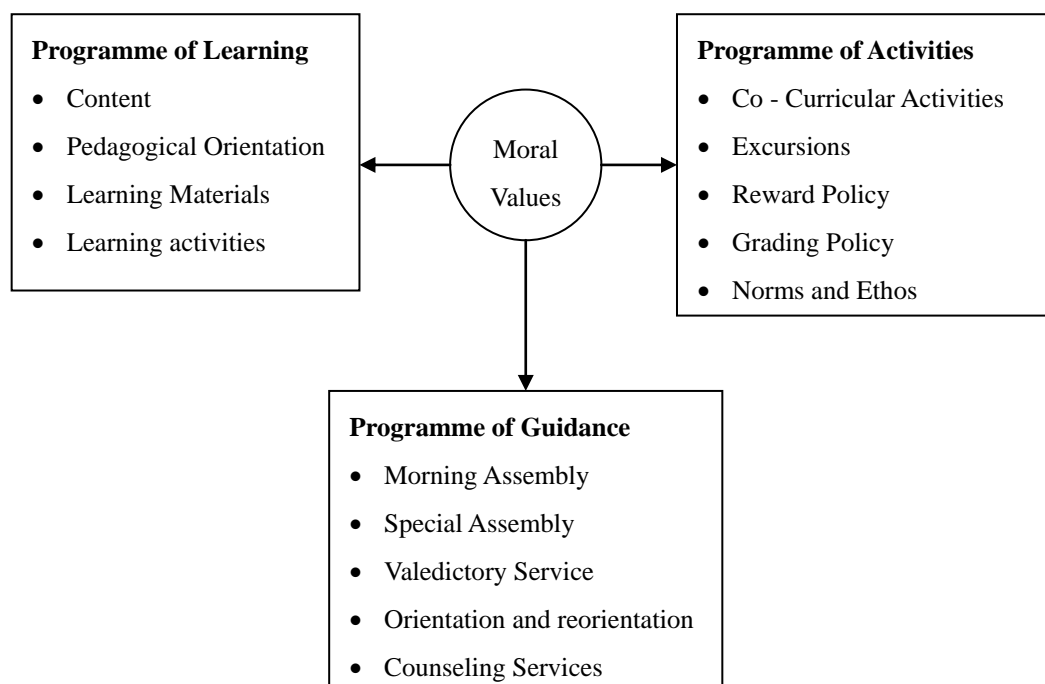 Programme of Learning
• Content
• Pedagogical Orientation
• Learning Materials
• Learning activities
Moral
Values
Programme of Activities
• Co - Curricular Activities
• Excursions
• Reward Policy
• Grading Policy
• Norms and Ethos
Programme of Guidance
• Morning Assembly
• Special Assembly
• Valedictory Service
• Orientation and reorientation
• Counseling Services